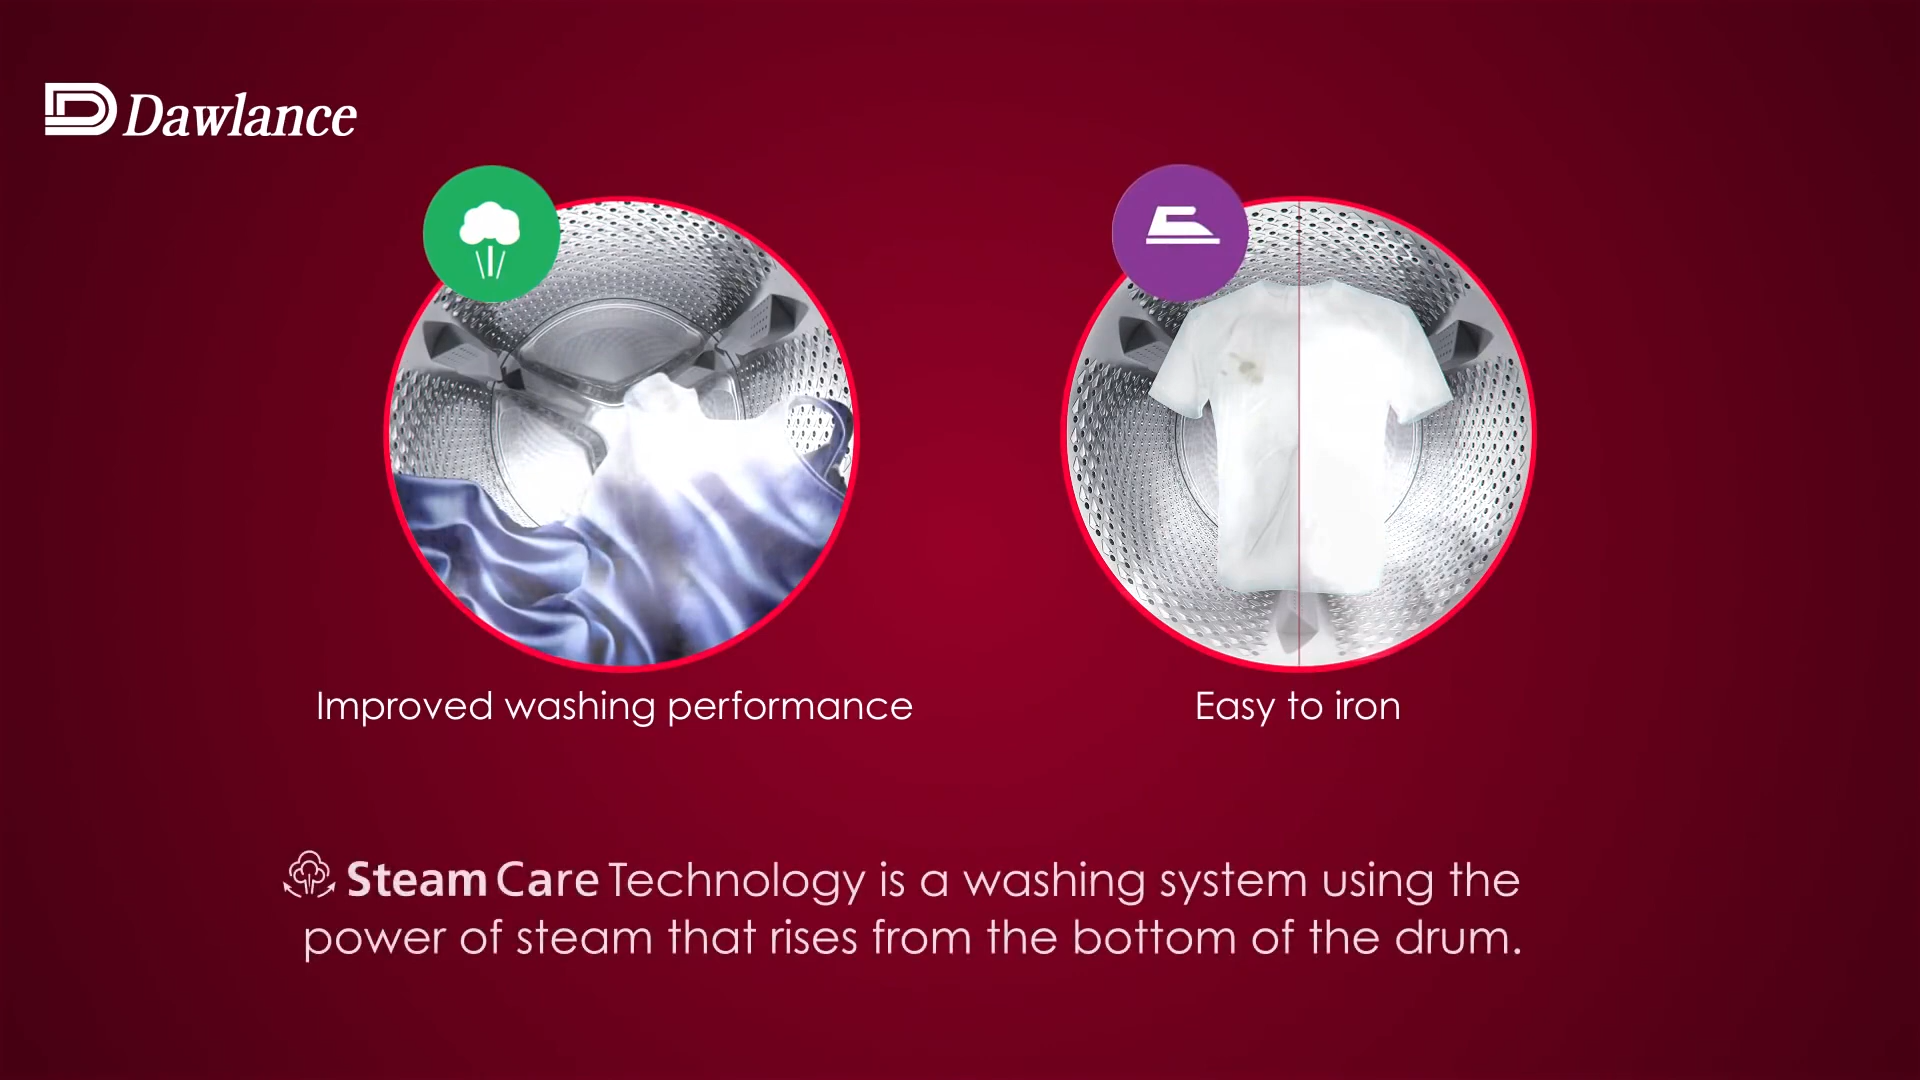 Dawlance
Improved washing performance
Easy to iron
Steam Care Technology is a washing system using the
power of steam that rises from the bottom of the drum.